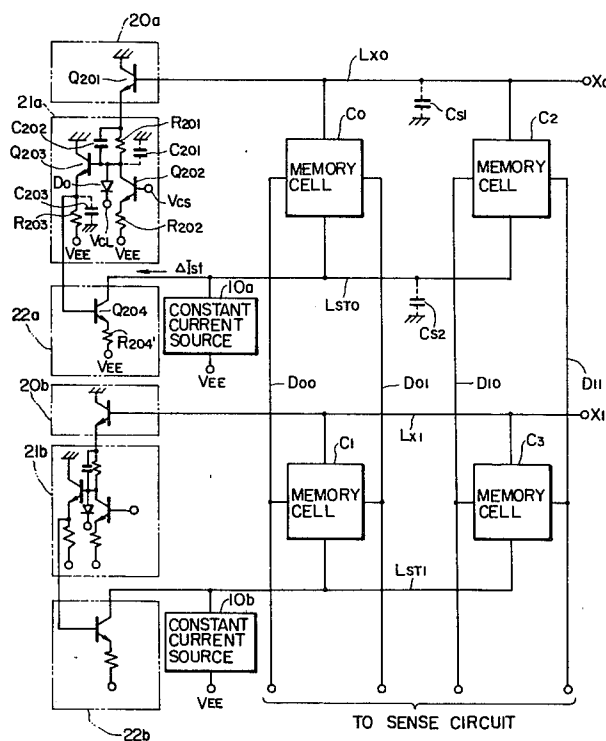 20a
Q201
LX0
X0
21a
C202
R201
C201
Q203
Q202
D0
VCS
C203
R203
R202
VCL
VEE
VEE
CS1
C0
MEMORY
CELL
C2
MEMORY
CELL
ΔIst
10a
LST0
CS2
22a
Q204
R204'
VEE
CONSTANT
CURRENT
SOURCE
VEE
D00
D01
D10
D11
20b
X1
LX1
21b
C1
MEMORY
CELL
C3
MEMORY
CELL
10b
LST1
CONSTANT
CURRENT
SOURCE
VEE
22b
TO SENSE CIRCUIT